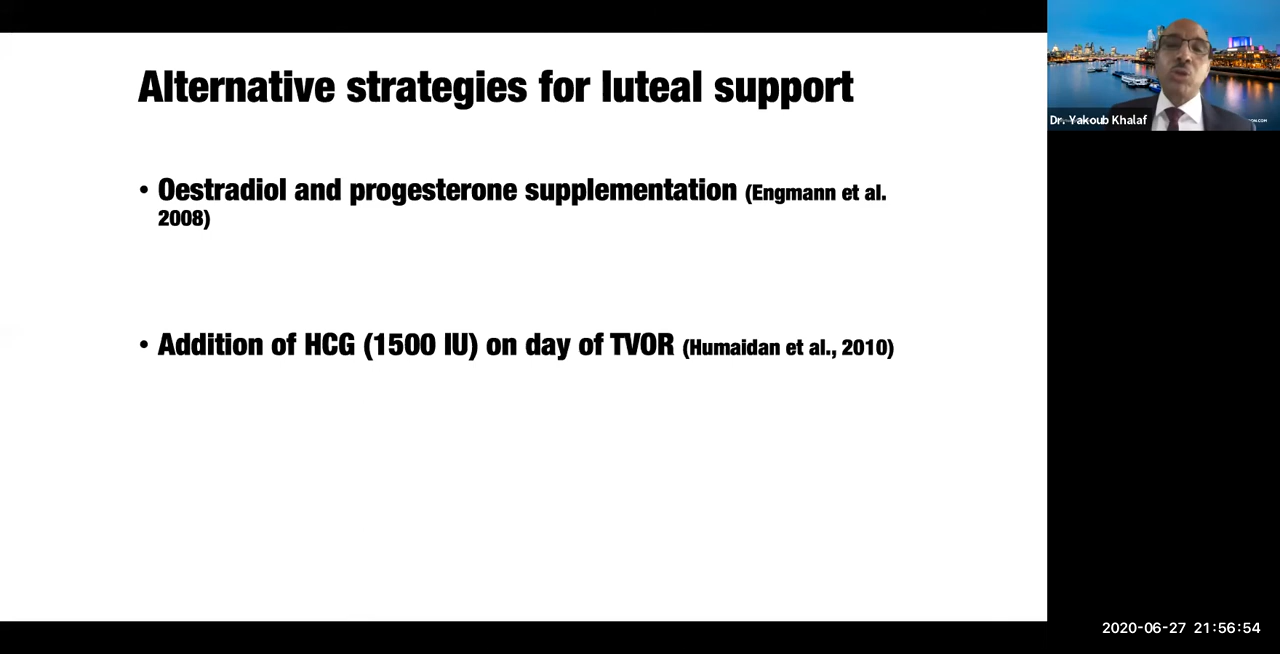 Alternative strategies for luteal support
• Oestradiol and progesterone supplementation (Engmann et al.
2008)
• Addition of HCG (1500 IU) on day of TVOR (Humaidan et al., 2010)
Dr. Yakoub Khalaf
2020-06-27 21:56:54